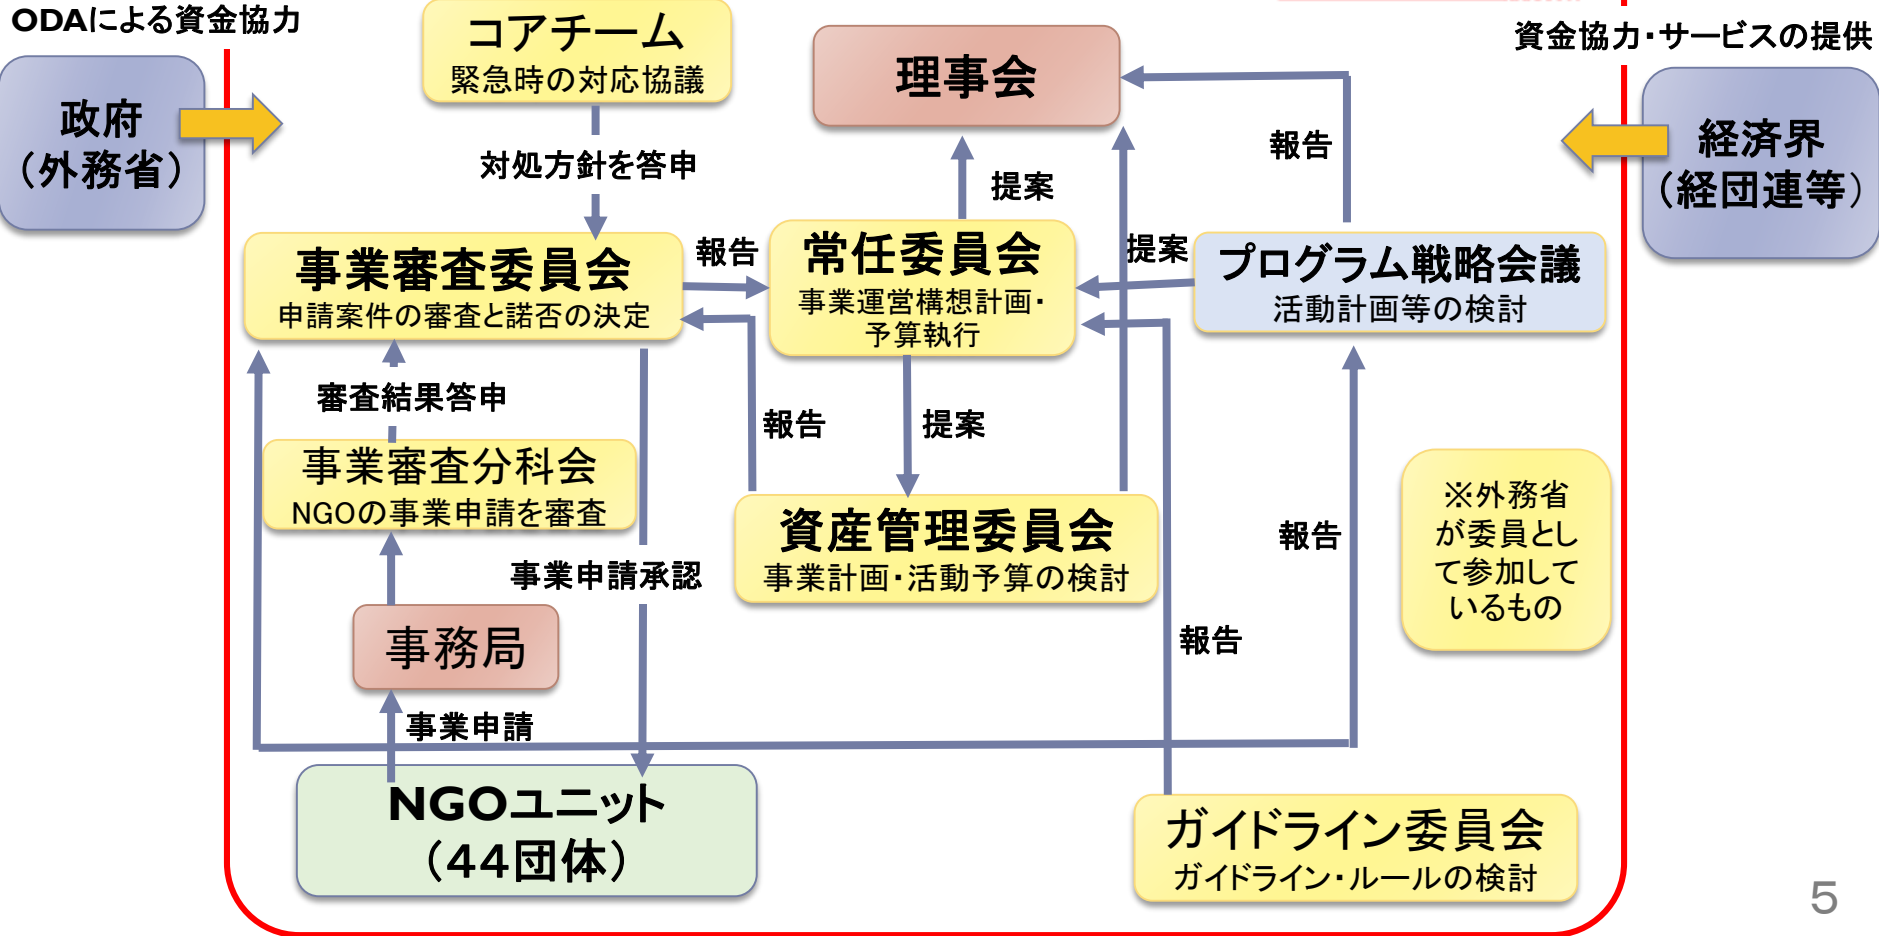 ODAによる資金協力
政府
（外務省）
コアチーム
緊急時の対応協議
対処方針を答申
理事会
報告
資金協力・サービスの提供
経済界
（経団連等）
提案
事業審査委員会
申請案件の審査と諾否の決定
報告
常任委員会
事業運営構想計画・
予算執行
提案
プログラム戦略会議
活動計画等の検討
審査結果答申
報告
提案
事業審査分科会
NGOの事業申請を審査
資産管理委員会
事業計画・活動予算の検討
報告
※外務省
が委員とし
て参加して
いるもの
事業申請承認
事務局
報告
事業申請
NGOユニット
（４４団体）
ガイドライン委員会
ガイドライン・ルールの検討
5